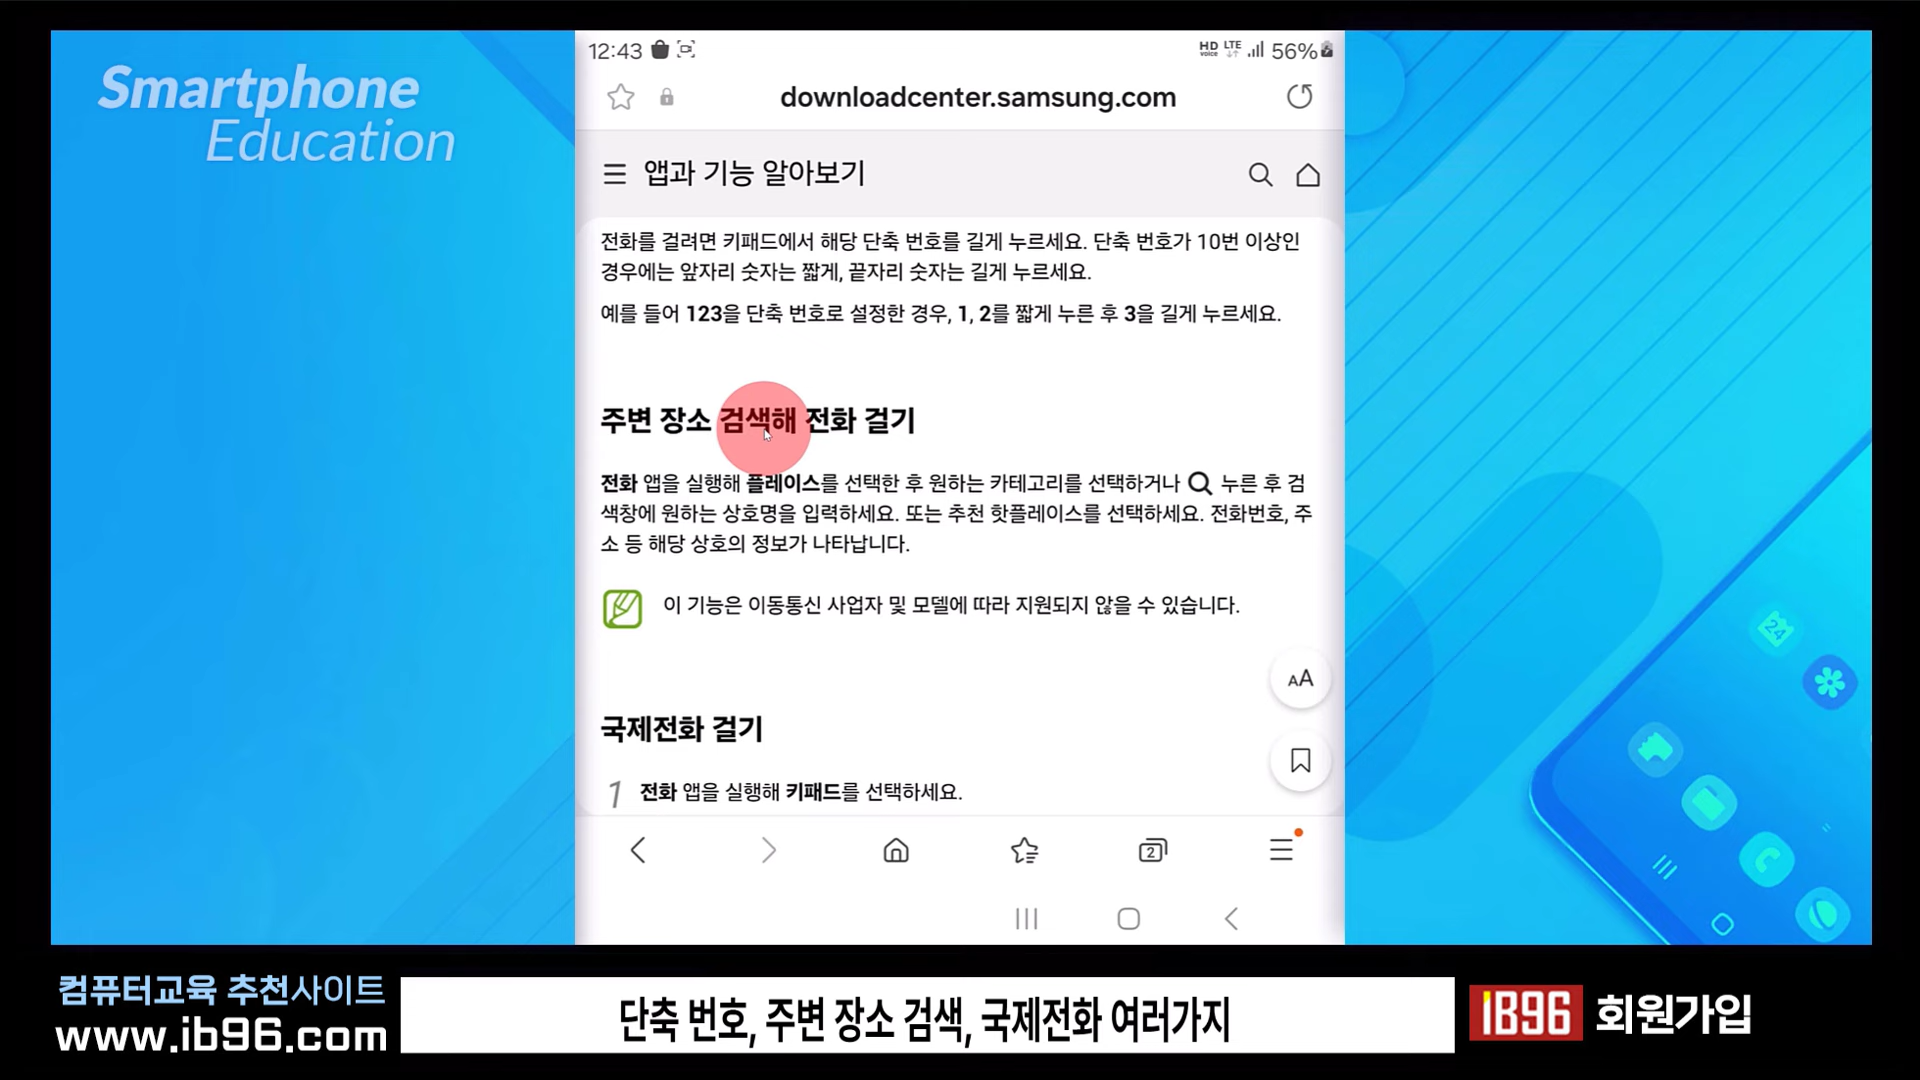 Smartphone
Education
12:43
HD voice LTE 56%
downloadcenter.samsung.com
앱과 기능 알아보기
전화를 걸려면 키패드에서 해당 단축 번호를 길게 누르세요. 단축 번호가 10번 이상인
경우에는 앞자리 숫자는 짧게, 끝자리 숫자는 길게 누르세요.
예를 들어 123을 단축 번호로 설정한 경우, 1, 2를 짧게 누른 후 3을 길게 누르세요.
주변 장소 검색해 전화 걸기
전화 앱을 실행해 플레이스를 선택한 후 원하는 카테고리를 선택하거나 누른 후 검
색창에 원하는 상호명을 입력하세요. 또는 추천 핫플레이스를 선택하세요. 전화번호, 주
소 등 해당 상호의 정보가 나타납니다.
이 기능은 이동통신 사업자 및 모델에 따라 지원되지 않을 수 있습니다.
AA
국제전화 걸기
1 전화 앱을 실행해 키패드를 선택하세요.
2
24
컴퓨터교육 추천사이트
www.ib96.com
단축 번호, 주변 장소 검색, 국제전화 여러가지
IB96 회원가입